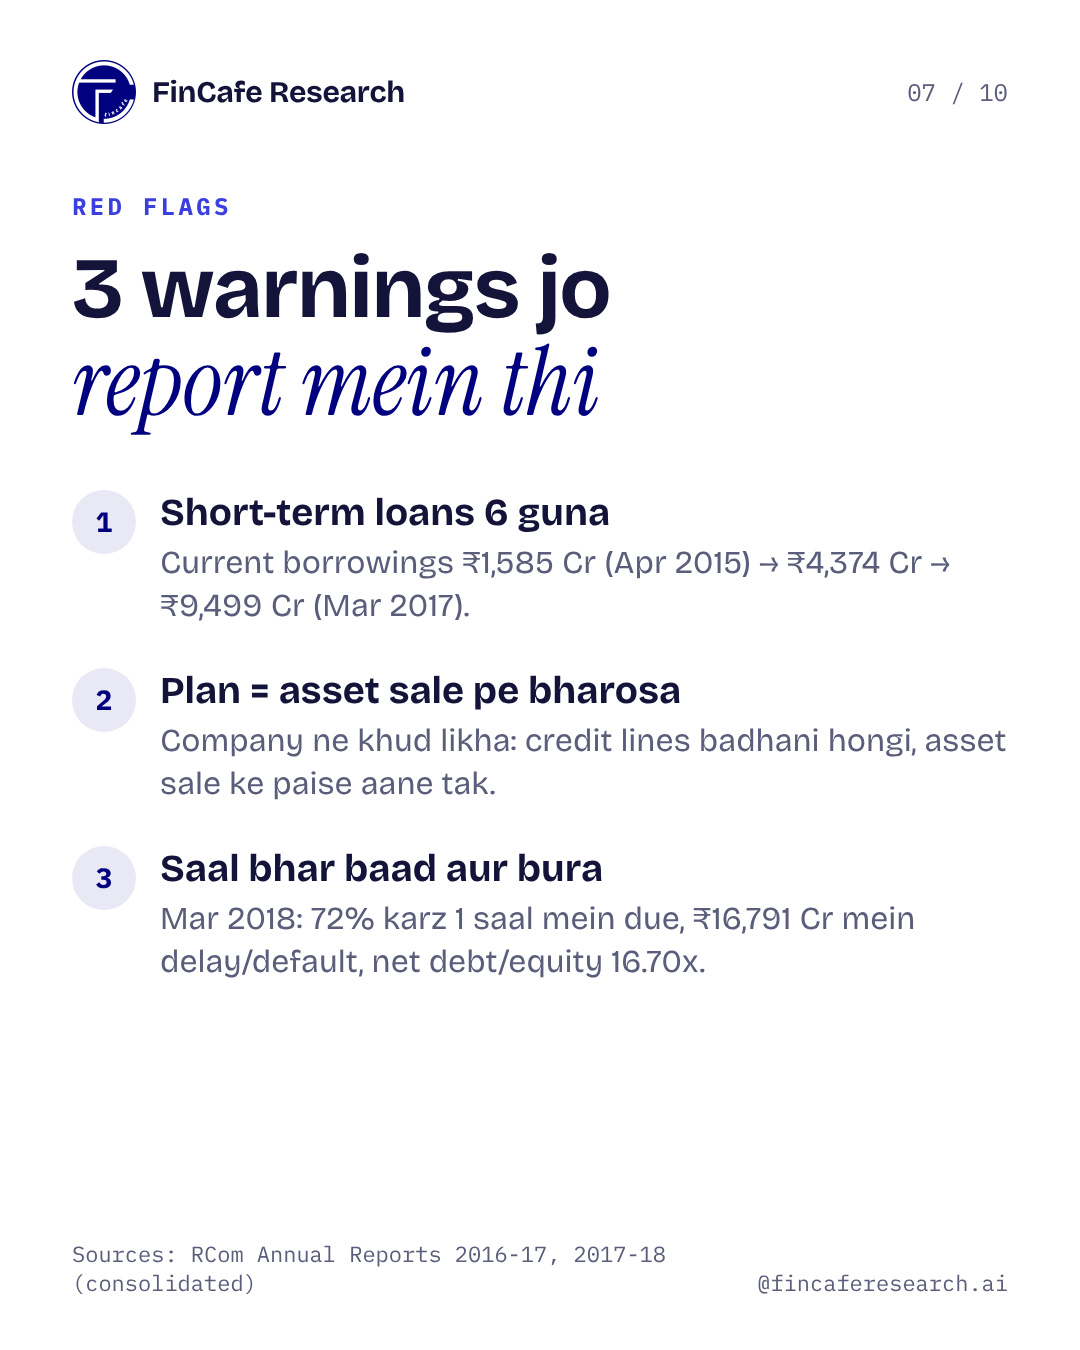 fincafe
FinCafe Research
07 / 10
RED FLAGS
3 warnings jo
report mein thi
1
Short-term loans 6 guna
Current borrowings ₹1,585 Cr (Apr 2015) → ₹4,374 Cr →
₹9,499 Cr (Mar 2017).
2
Plan = asset sale pe bharosa
Company ne khud likha: credit lines badhani hongi, asset
sale ke paise aane tak.
3
Saal bhar baad aur bura
Mar 2018: 72% karz 1 saal mein due, ₹16,791 Cr mein
delay/default, net debt/equity 16.70x.
Sources: RCom Annual Reports 2016-17, 2017-18
(consolidated)
@fincaferesearch.ai